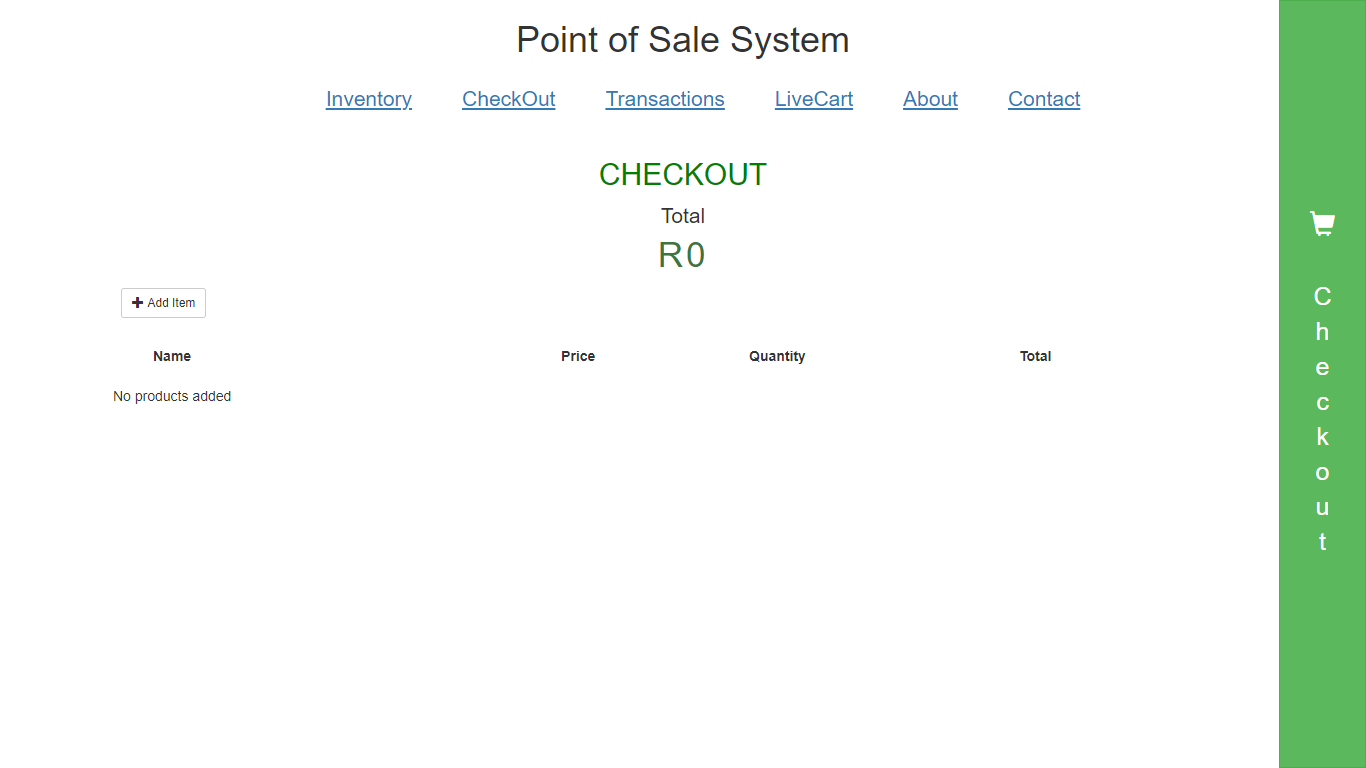 Point of Sale System
Inventory CheckOut Transactions LiveCart About Contact
CHECKOUT
Total
R0
Add Item
Name Price Quantity Total
No products added
C
h
e
c
k
o
u
t